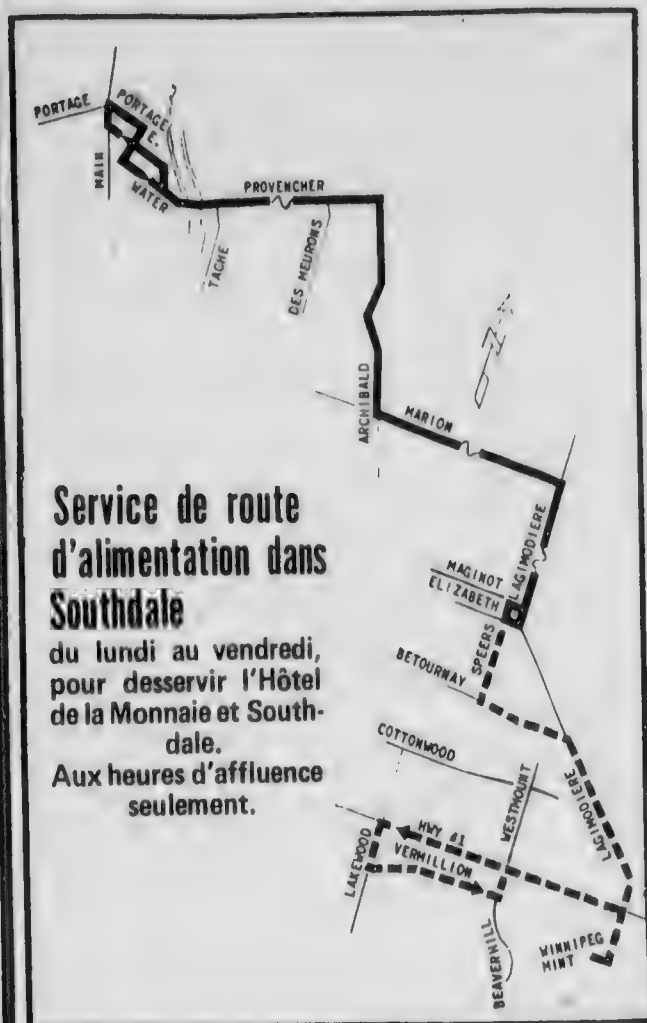 PORTAGE
PORTAGE
E.
MAIN
WATER
PROVENCHER
TACHE
DES MEURONS
ARCHIBALD
MARION
LAGIMODIERE
MAGINOT
ELIZABETH
SPEERS
BETOURNAY
Service de route
d'alimentation dans
Southdale
du lundi au vendredi,
pour desservir l'Hôtel
de la Monnaie et South-
dale.
Aux heures d'affluence
seulement.
COTTONWOOD
WESTMOUNT
LAGIMODIERE
HWY #1
VERMILLION
LAKEWOOD
BEAVERHILL
WINNIPEG
MINT